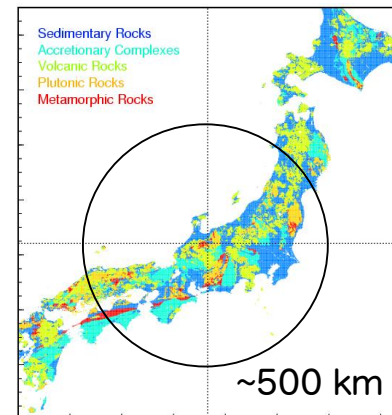 Sedimentary Rocks
Accretionary Complexes
Volcanic Rocks
Plutonic Rocks
Metamorphic Rocks
~500 km